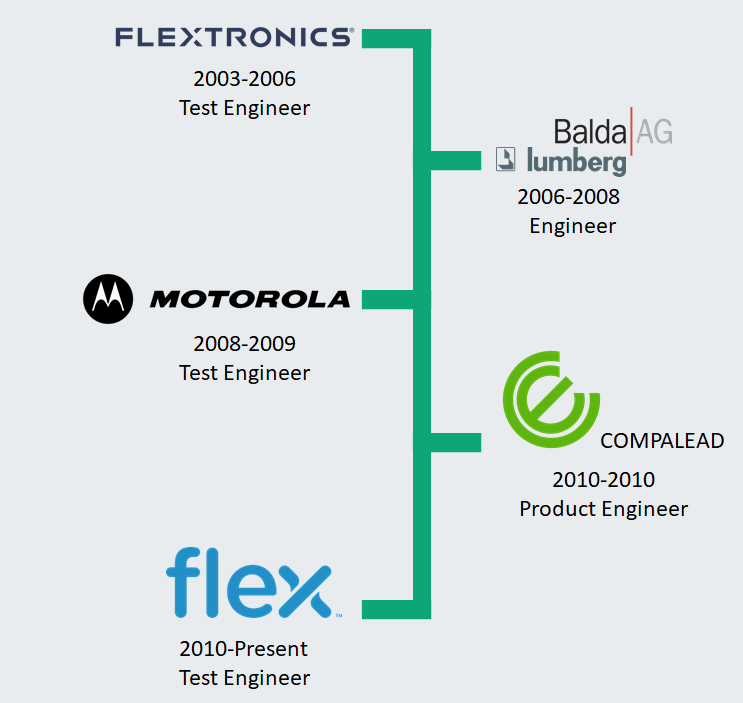 FLEXTRONICS®
2003-2006
Test Engineer
Balda AG
lumberg
2006-2008
Engineer
MOTOROLA
2008-2009
Test Engineer
COMPALEAD
2010-2010
Product Engineer
flex™
2010-Present
Test Engineer